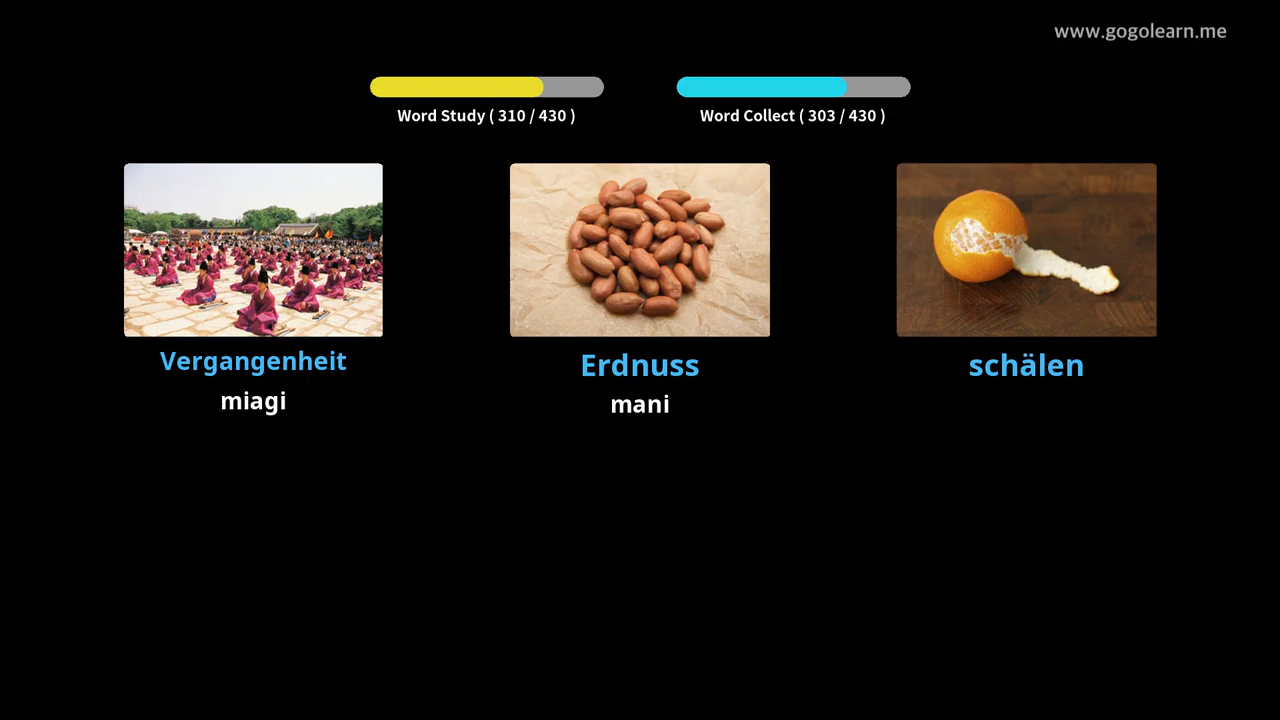 www.gogolearn.me
Word Study ( 310 / 430 )
Word Collect ( 303 / 430 )
Vergangenheit
miagi
Erdnuss
mani
schälen